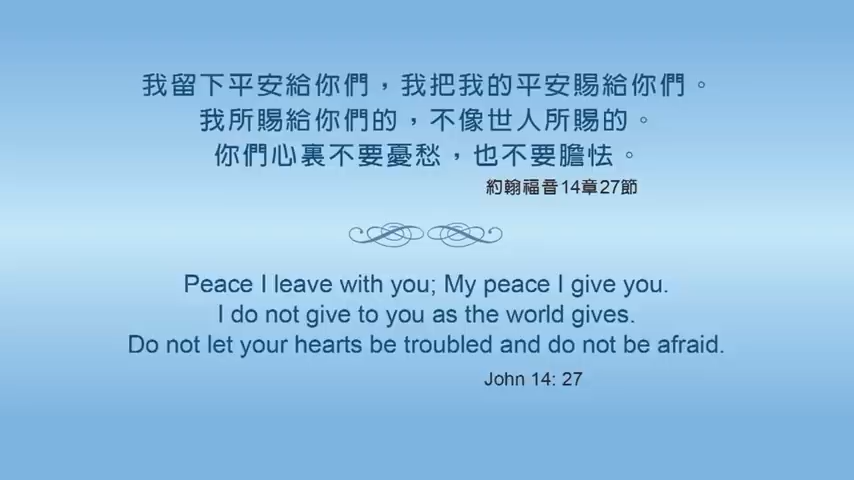 我留下平安給你們，我把我的平安賜給你們。
我所賜給你們的，不像世人所賜的。
你們心裏不要憂愁，也不要膽怯。
約翰福音14章27節
Peace I leave with you; My peace I give you.
I do not give to you as the world gives.
Do not let your hearts be troubled and do not be afraid.
John 14: 27